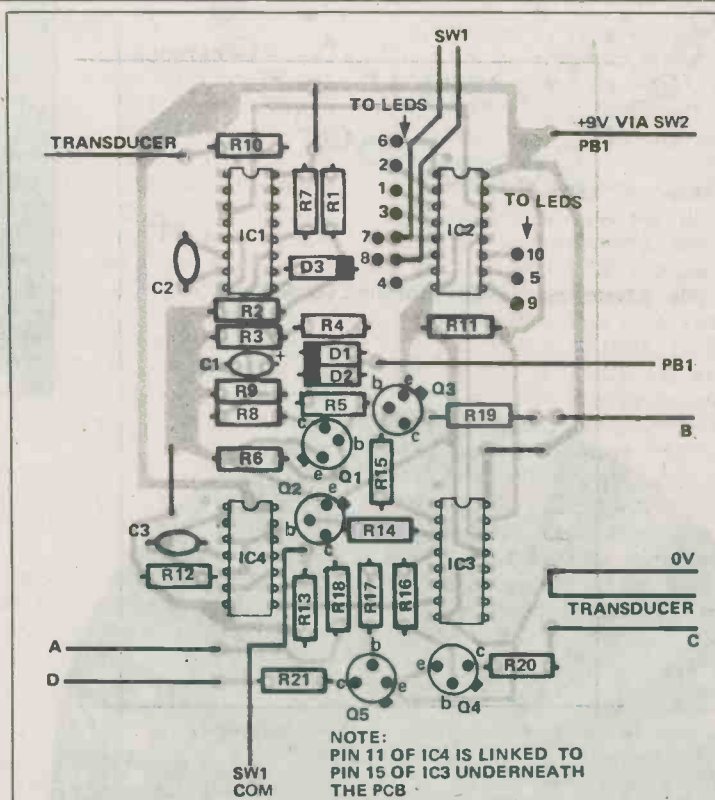 SW1
TO LEDS
+9V VIA SW2
PB1
TRANSDUCER
R10
6
2
1
3
7
8
4
R7
R1
IC1
IC2
TO LEDS
10
5
9
D3
C2
R2
R3
R4
R11
C1
+
D1
D2
PB1
R9
R8
R5
b
e
Q3
c
R19
B
c
b
e
Q1
R6
R15
Q2
e
b
c
R14
C3
IC4
IC3
R12
R13
R18
R17
R16
0V
TRANSDUCER
C
A
D
R21
b
c
e
Q5
c
e
b
Q4
R20
SW1
COM
NOTE:
PIN 11 OF IC4 IS LINKED TO
PIN 15 OF IC3 UNDERNEATH
THE PCB